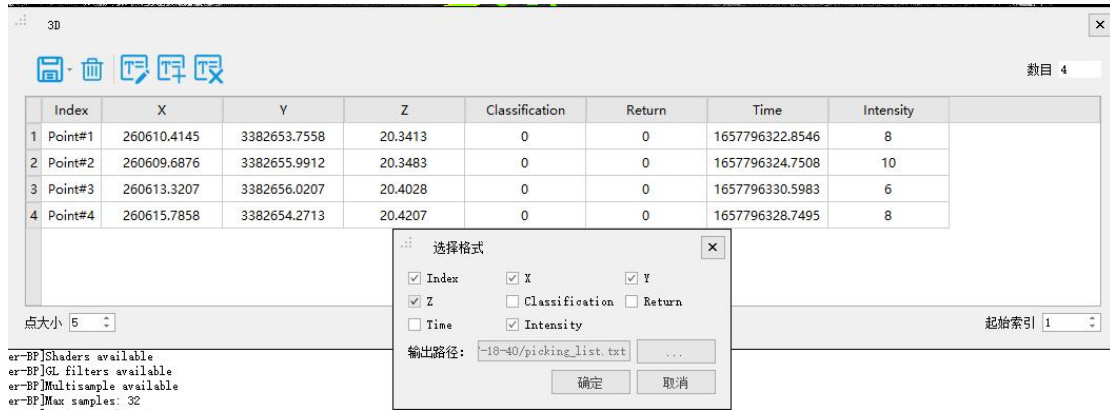 3D
数目 4
Index X Y Z Classification Return Time Intensity
1 Point#1 260610.4145 3382653.7558 20.3413 0 0 1657796322.8546 8
2 Point#2 260609.6876 3382655.9912 20.3483 0 0 1657796324.7508 10
3 Point#3 260613.3207 3382656.0207 20.4028 0 0 1657796330.5983 6
4 Point#4 260615.7858 3382654.2713 20.4207 0 0 1657796328.7495 8
选择格式
Index X Y
Z Classification Return
Time Intensity
输出路径: -18-40/picking_list.txt ...
确定 取消
点大小 5
起始索引 1
er-BP]Shaders available
er-BP]GL filters available
er-BP]Multisample available
er-BP]Max samples: 32